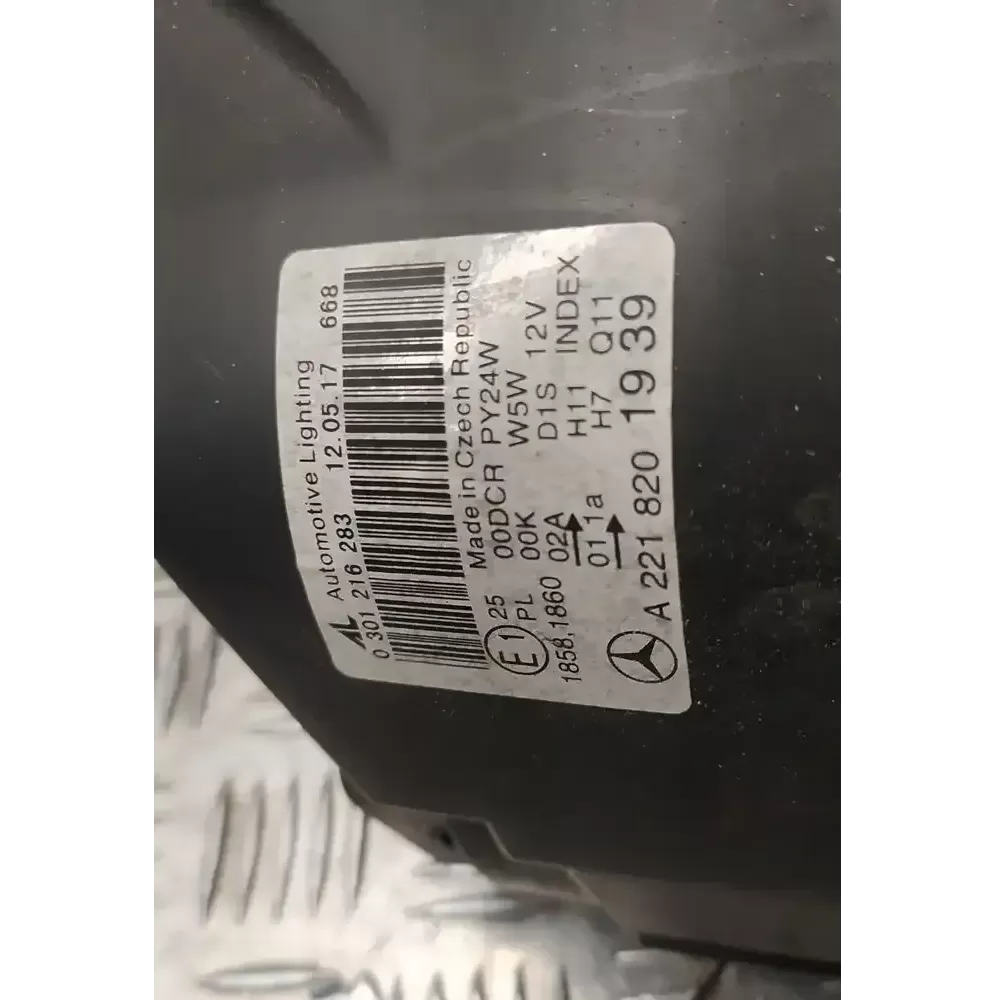 AL Automotive Lighting
0 301 216 283 12.05.17 668
Made in Czech Republic
E1 25 00DCR PY24W
PL 00K W5W
1858,1860 02A D1S 12V
H11 INDEX
01 1a H7 Q11
A 221 820 19 39